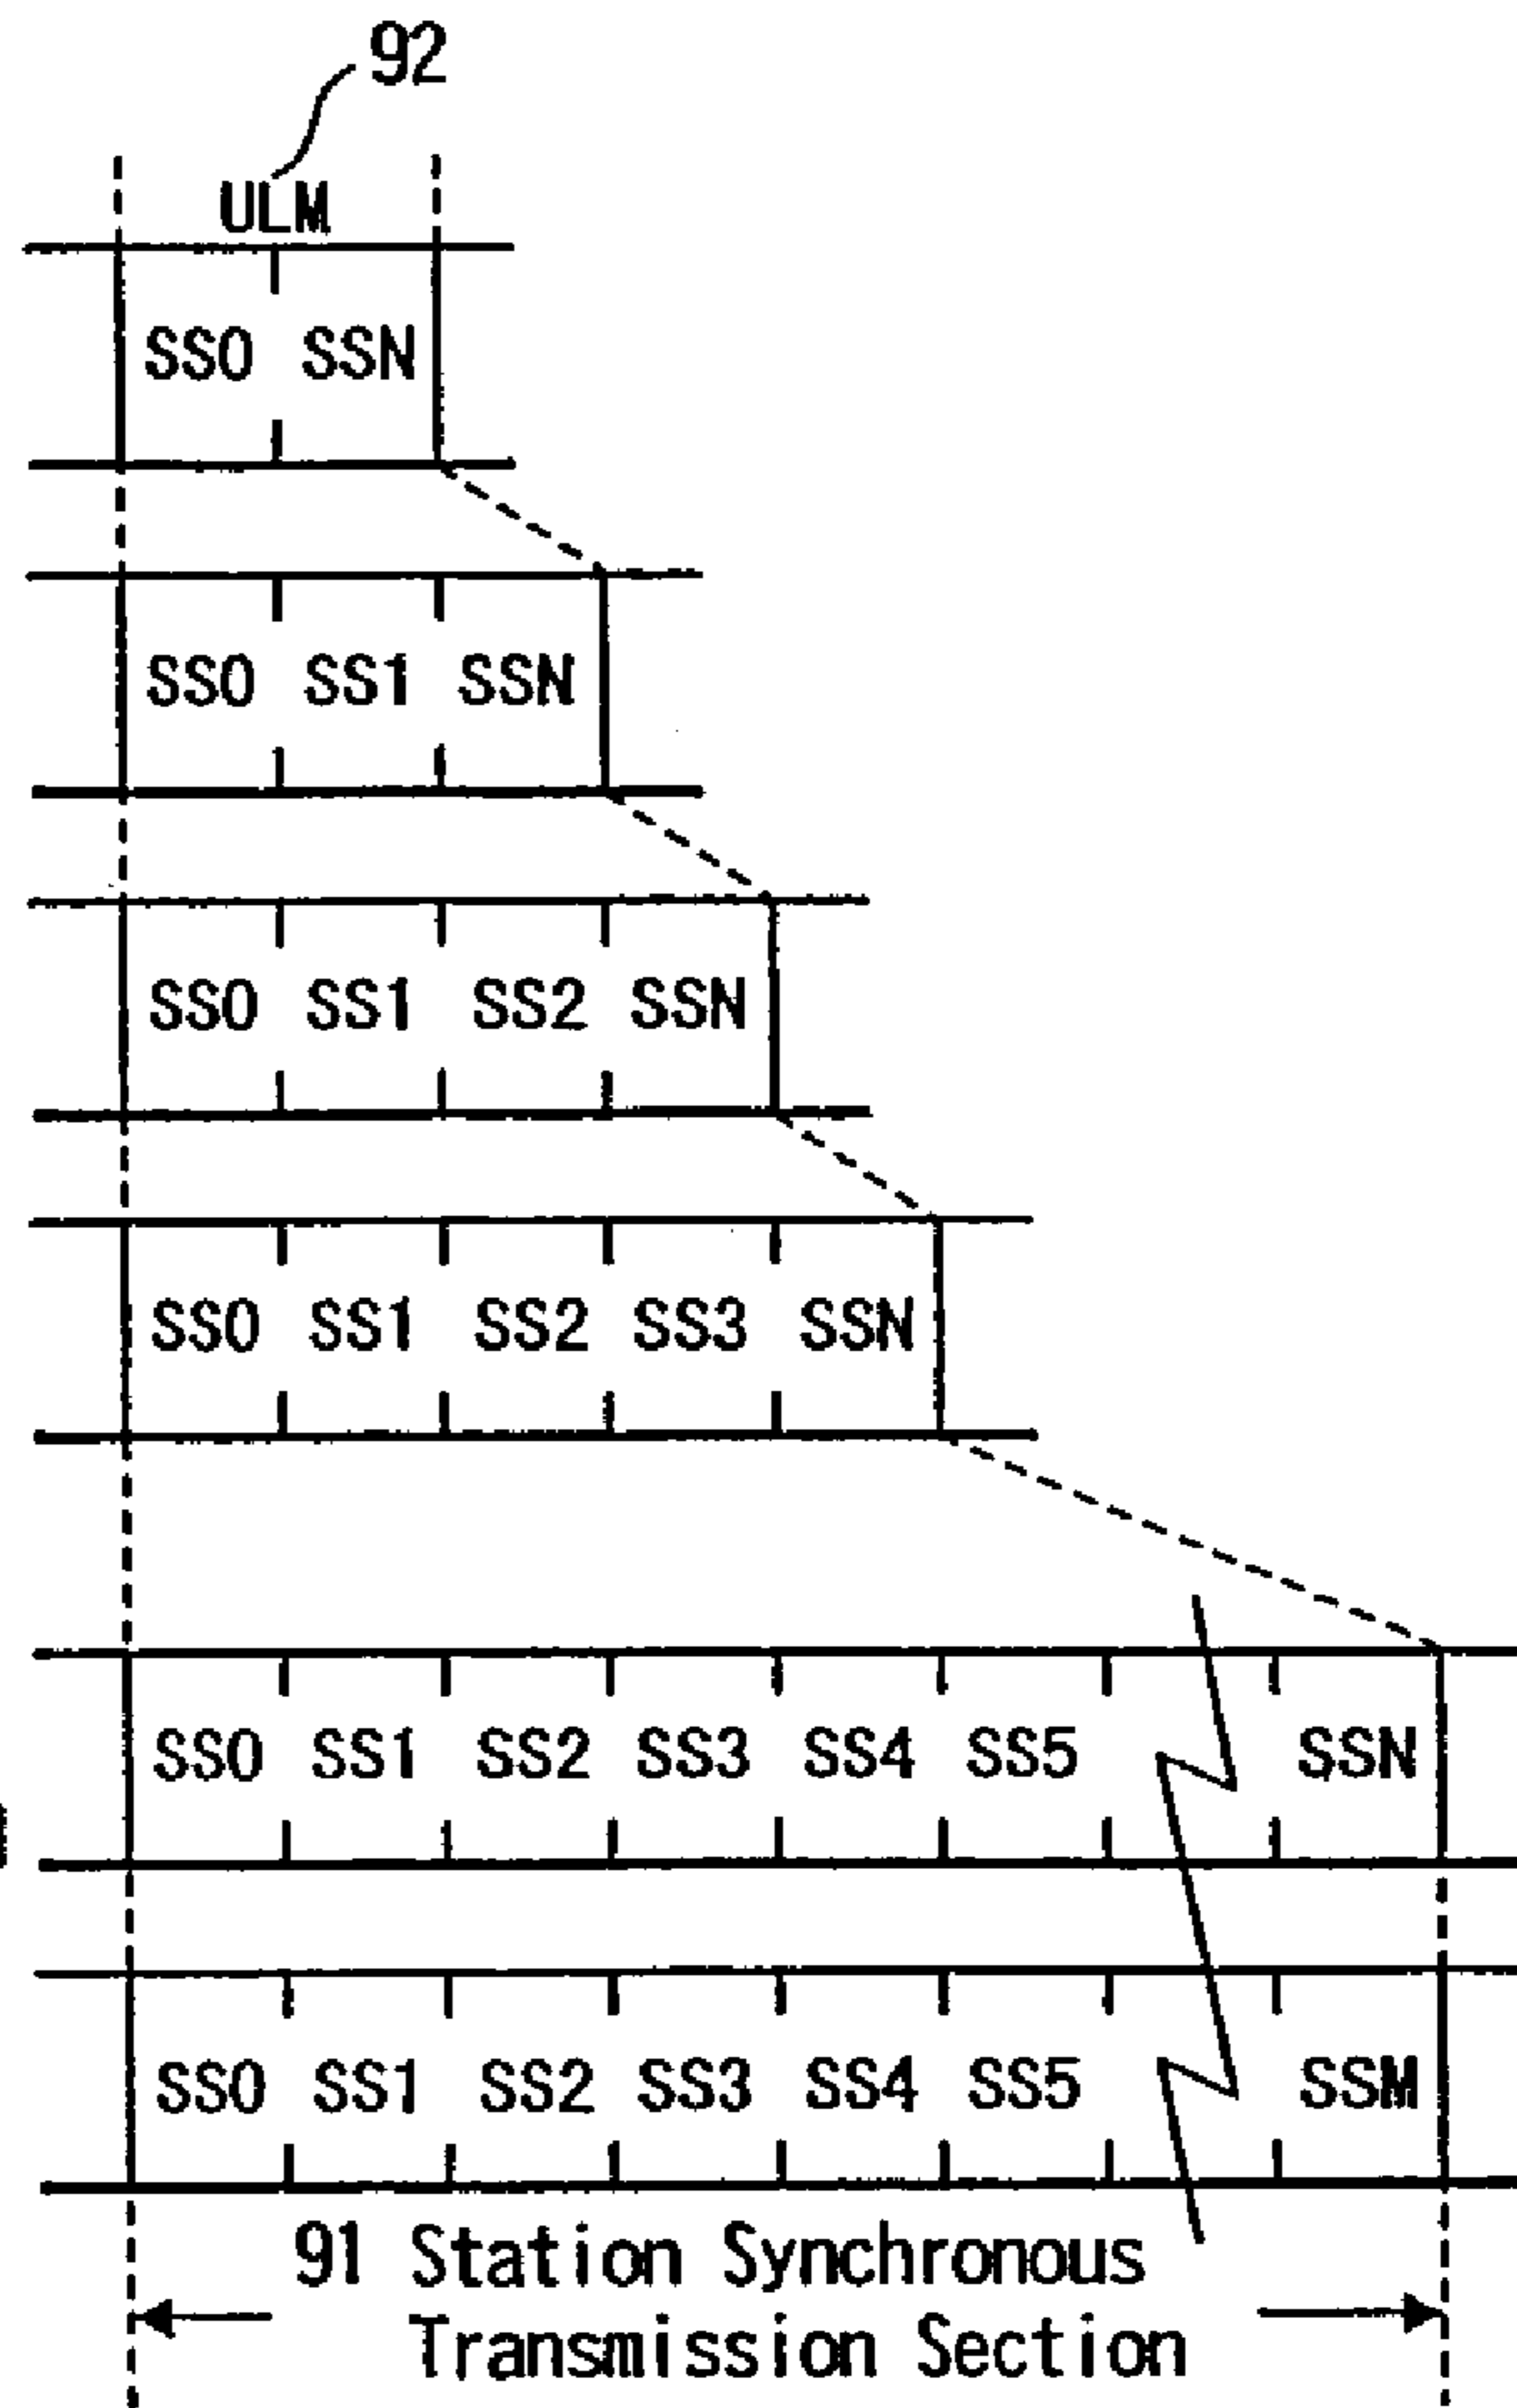 92
ULM
SS0 SSN
SS0 SS1 SSN
SS0 SS1 SS2 SSN
SS0 SS1 SS2 SS3 SSN
SS0 SS1 SS2 SS3 SS4 SS5 SSN
SS0 SS1 SS2 SS3 SS4 SS5 SSM
91 Station Synchronous
Transmission Section